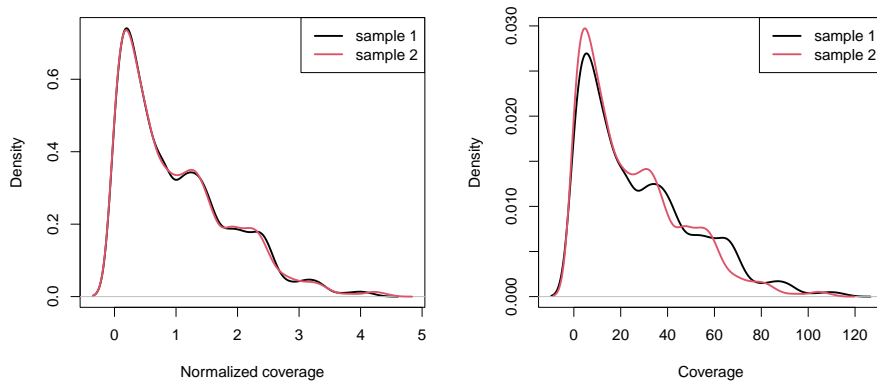 sample 1
sample 2
Density
0.0
0.2
0.4
0.6
0 1 2 3 4 5
Normalized coverage
sample 1
sample 2
Density
0.000
0.010
0.020
0.030
0 20 40 60 80 100 120
Coverage